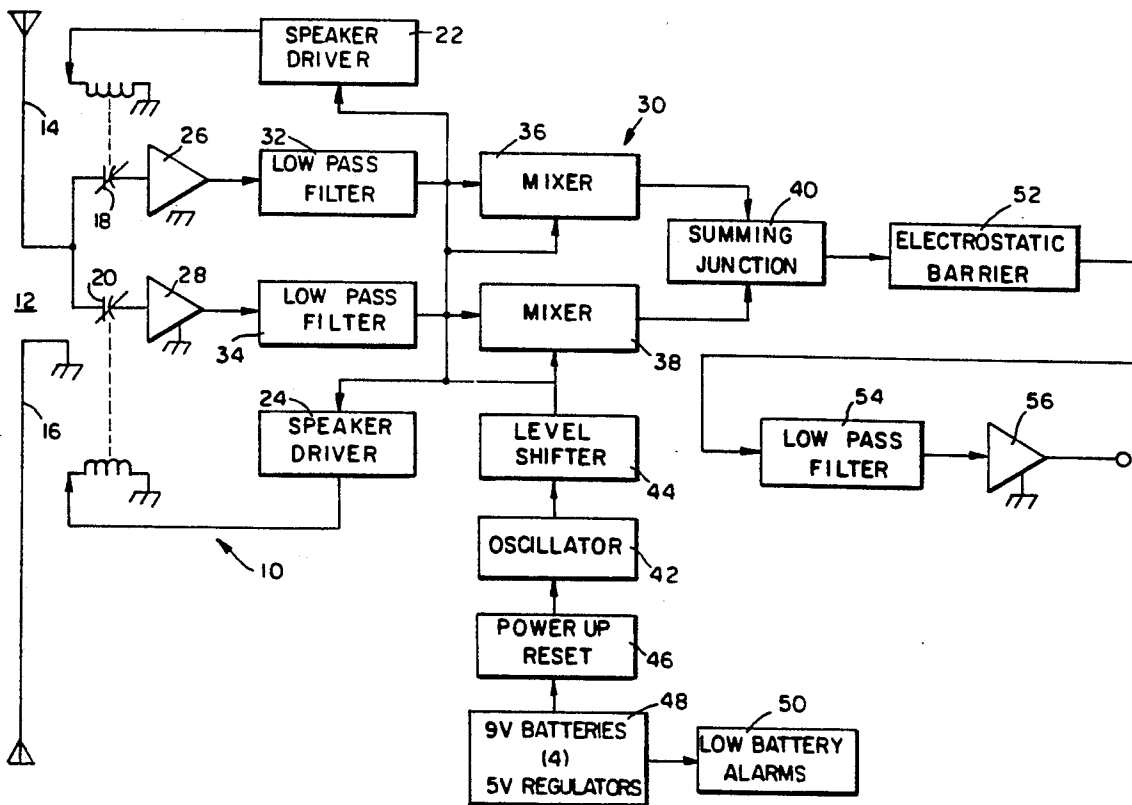 SPEAKER
DRIVER
22
14
26
18
32
LOW PASS
FILTER
36
MIXER
30
40
SUMMING
JUNCTION
52
ELECTROSTATIC
BARRIER
12
20
28
LOW PASS
FILTER
34
MIXER
38
16
24
SPEAKER
DRIVER
LEVEL
SHIFTER
44
54
LOW PASS
FILTER
56
10
OSCILLATOR
42
POWER UP
RESET
46
9V BATTERIES
(4)
5V REGULATORS
48
50
LOW BATTERY
ALARMS